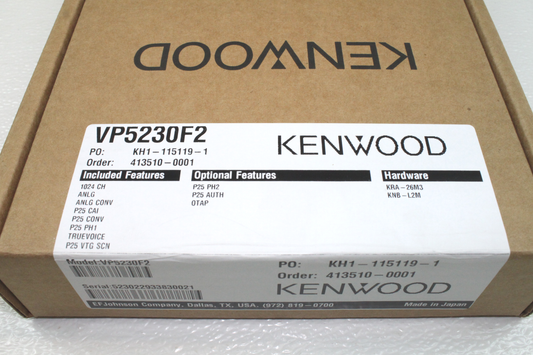 KENWOOD
VP5230F2
PO: KH1-115119-1
Order: 413510-0001
KENWOOD
Included Features
Optional Features
Hardware
1024 CH
ANLG
ANLG CONV
P25 CAI
P25 CONV
P25 PH1
TRUEVOICE
P25 VTG SCN
P25 PH2
P25 AUTH
OTAP
KRA-26M3
KNB-L2M
Model:VP5230F2
PO: KH1-115119-1
Order: 413510-0001
Serial:523022933830021
KENWOOD
EFJohnson Company, Dallas, TX, USA, (972) 819-0700
Made in Japan